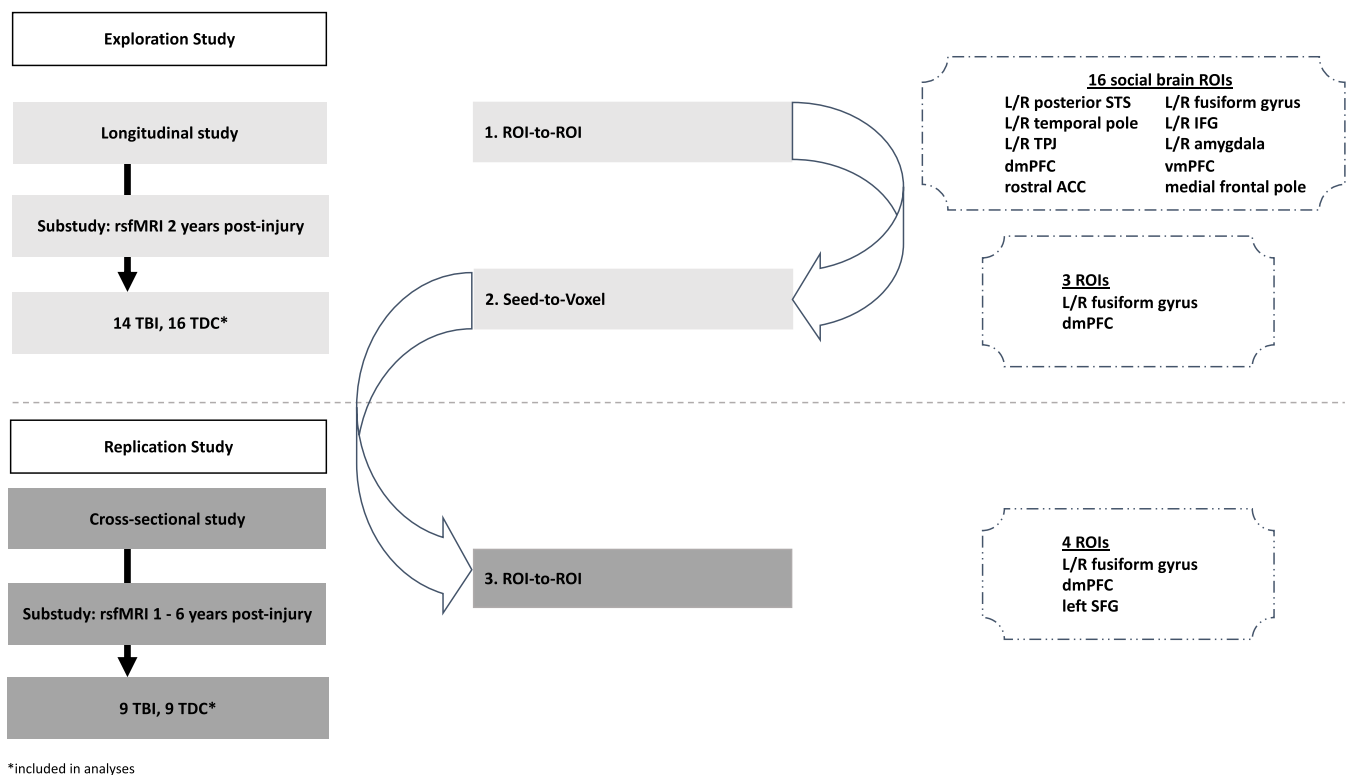 Exploration Study
Longitudinal study
Substudy: rsfMRI 2 years post-injury
14 TBI, 16 TDC*
1. ROI-to-ROI
2. Seed-to-Voxel
16 social brain ROIs
L/R posterior STS L/R fusiform gyrus
L/R temporal pole L/R IFG
L/R TPJ L/R amygdala
dmPFC vmPFC
rostral ACC medial frontal pole
3 ROIs
L/R fusiform gyrus
dmPFC
Replication Study
Cross-sectional study
Substudy: rsfMRI 1 - 6 years post-injury
9 TBI, 9 TDC*
3. ROI-to-ROI
4 ROIs
L/R fusiform gyrus
dmPFC
left SFG
*included in analyses